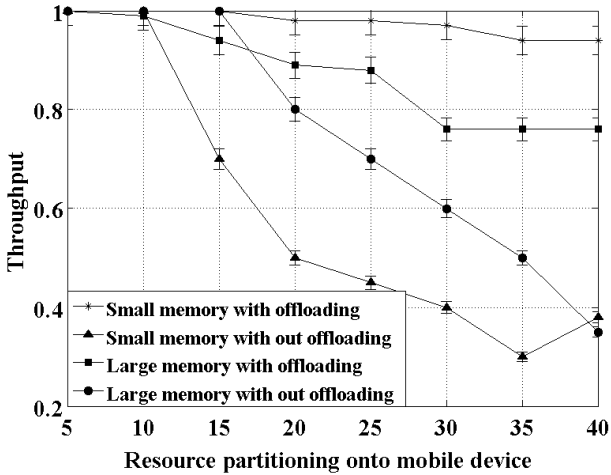 1
0.8
0.6
0.4
0.2
Throughput
Small memory with offloading
Small memory with out offloading
Large memory with offloading
Large memory with out offloading
5 10 15 20 25 30 35 40
Resource partitioning onto mobile device